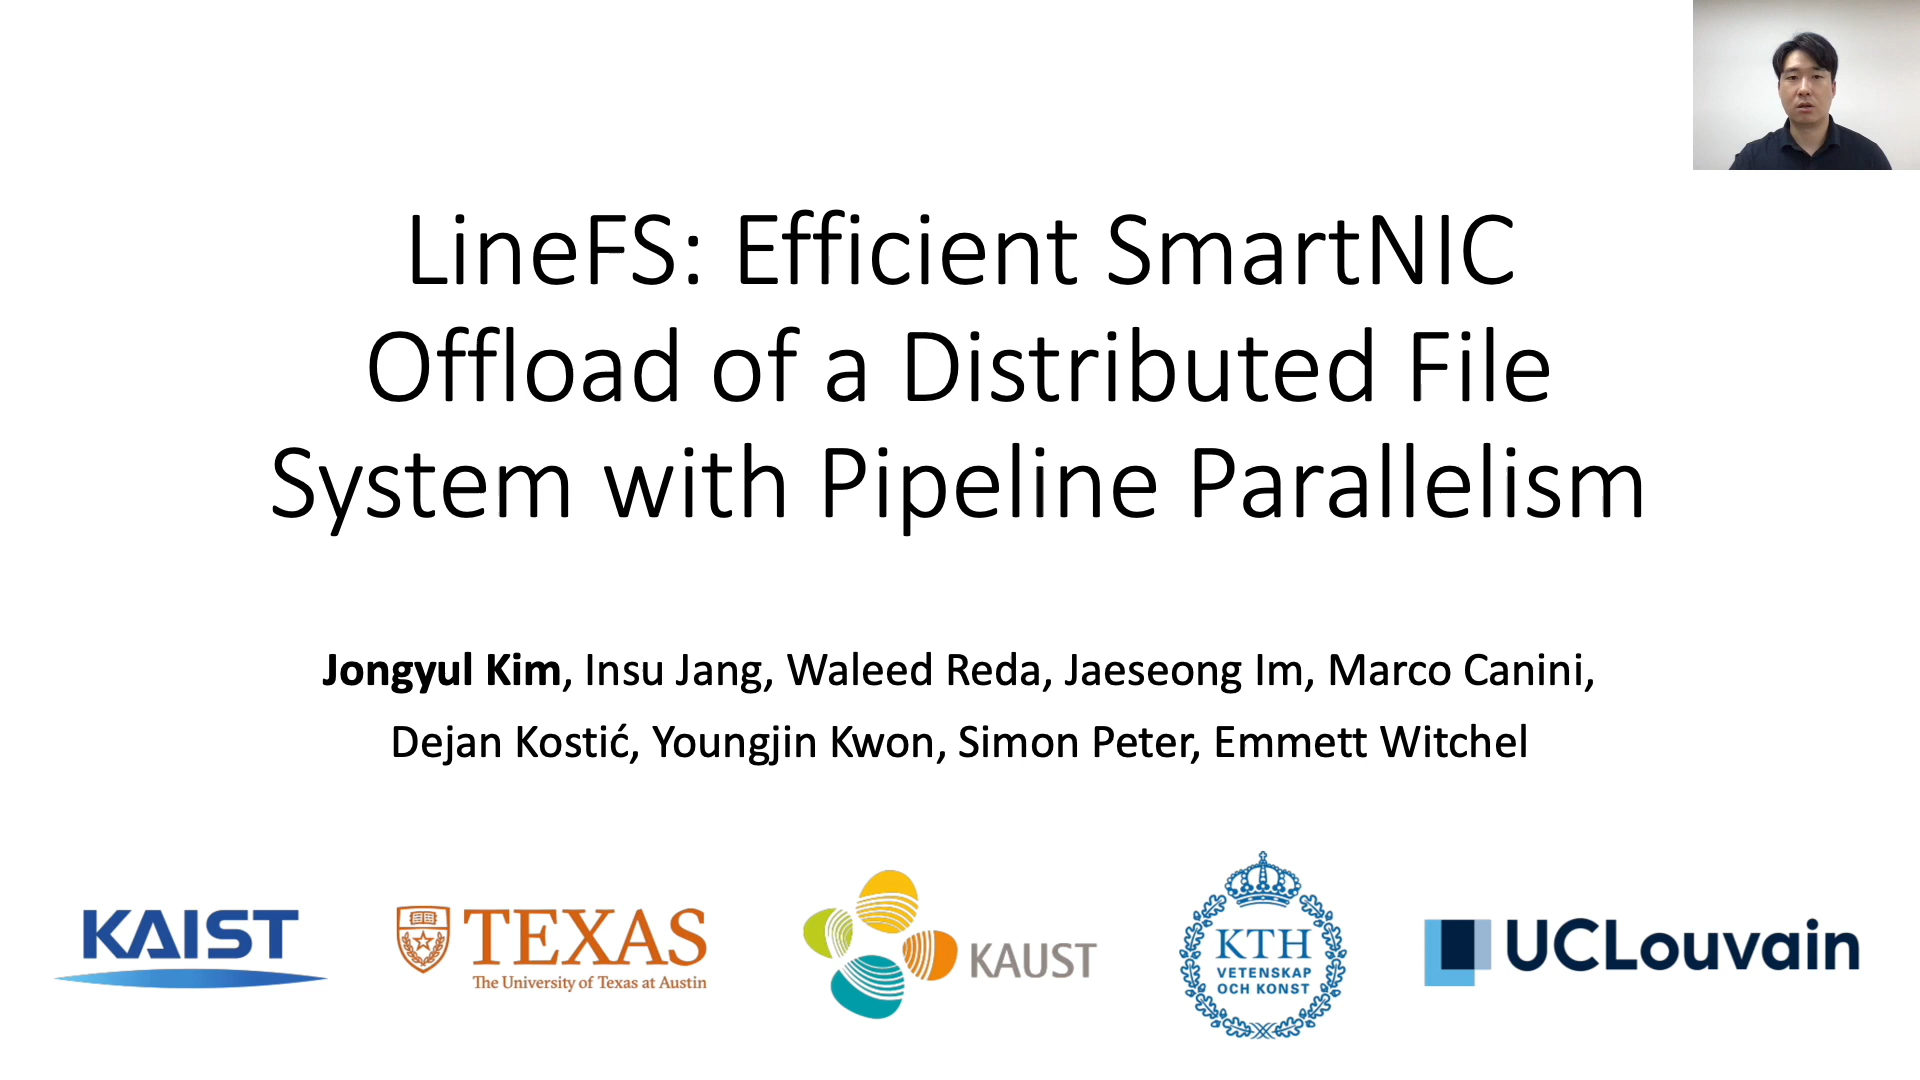 LineFS: Efficient SmartNIC
Offload of a Distributed File
System with Pipeline Parallelism
Jongyul Kim, Insu Jang, Waleed Reda, Jaeseong Im, Marco Canini,
Dejan Kostić, Youngjin Kwon, Simon Peter, Emmett Witchel
KAIST
TEXAS
The University of Texas at Austin
KAUST
KTH
VETENSKAP
OCH KONST
UCLouvain